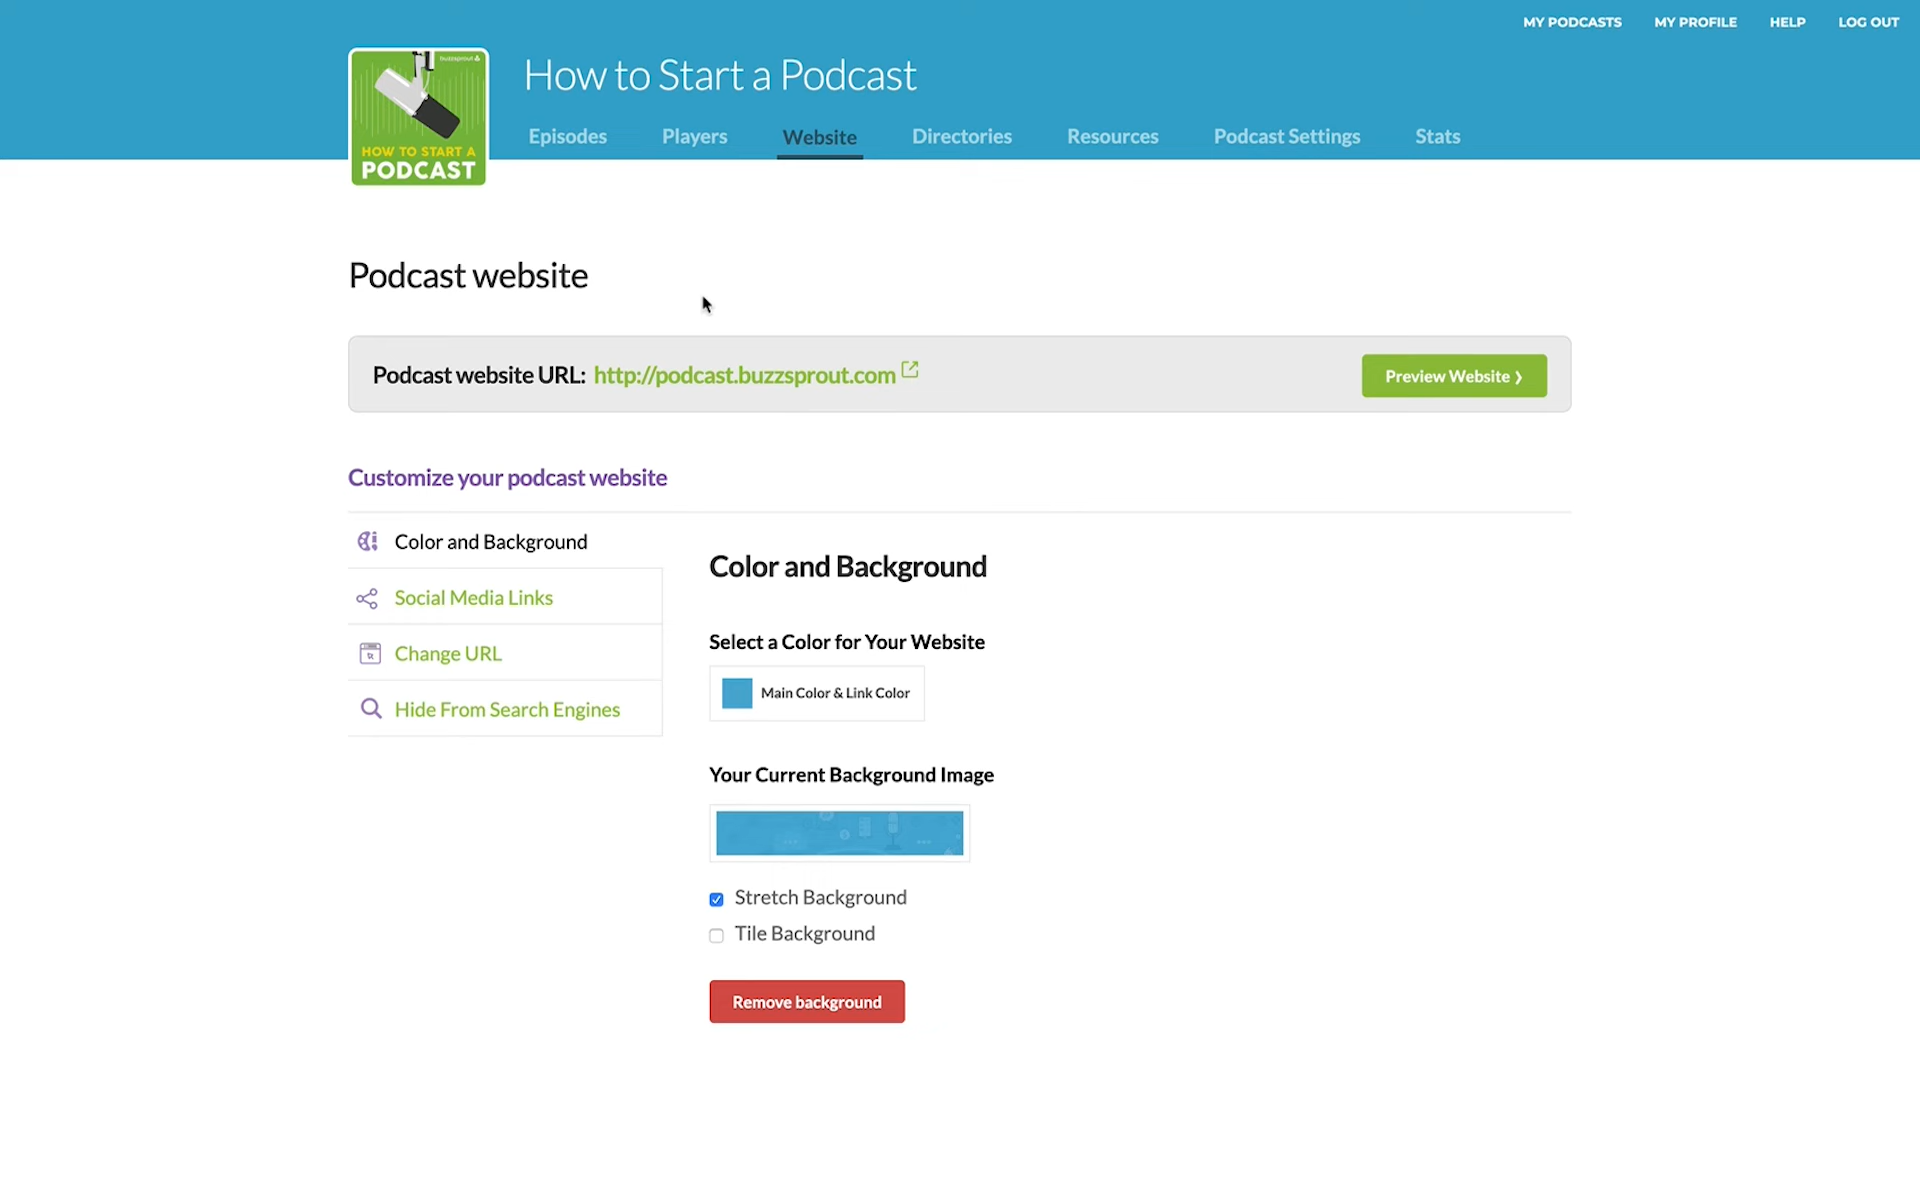 MY PODCASTS MY PROFILE HELP LOG OUT
buzzsprout
HOW TO START A
PODCAST
How to Start a Podcast
Episodes Players Website Directories Resources Podcast Settings Stats
Podcast website
Podcast website URL: http://podcast.buzzsprout.com
Preview Website ❯
Customize your podcast website
Color and Background
Social Media Links
Change URL
Hide From Search Engines
Color and Background
Select a Color for Your Website
Main Color & Link Color
Your Current Background Image
Stretch Background
Tile Background
Remove background